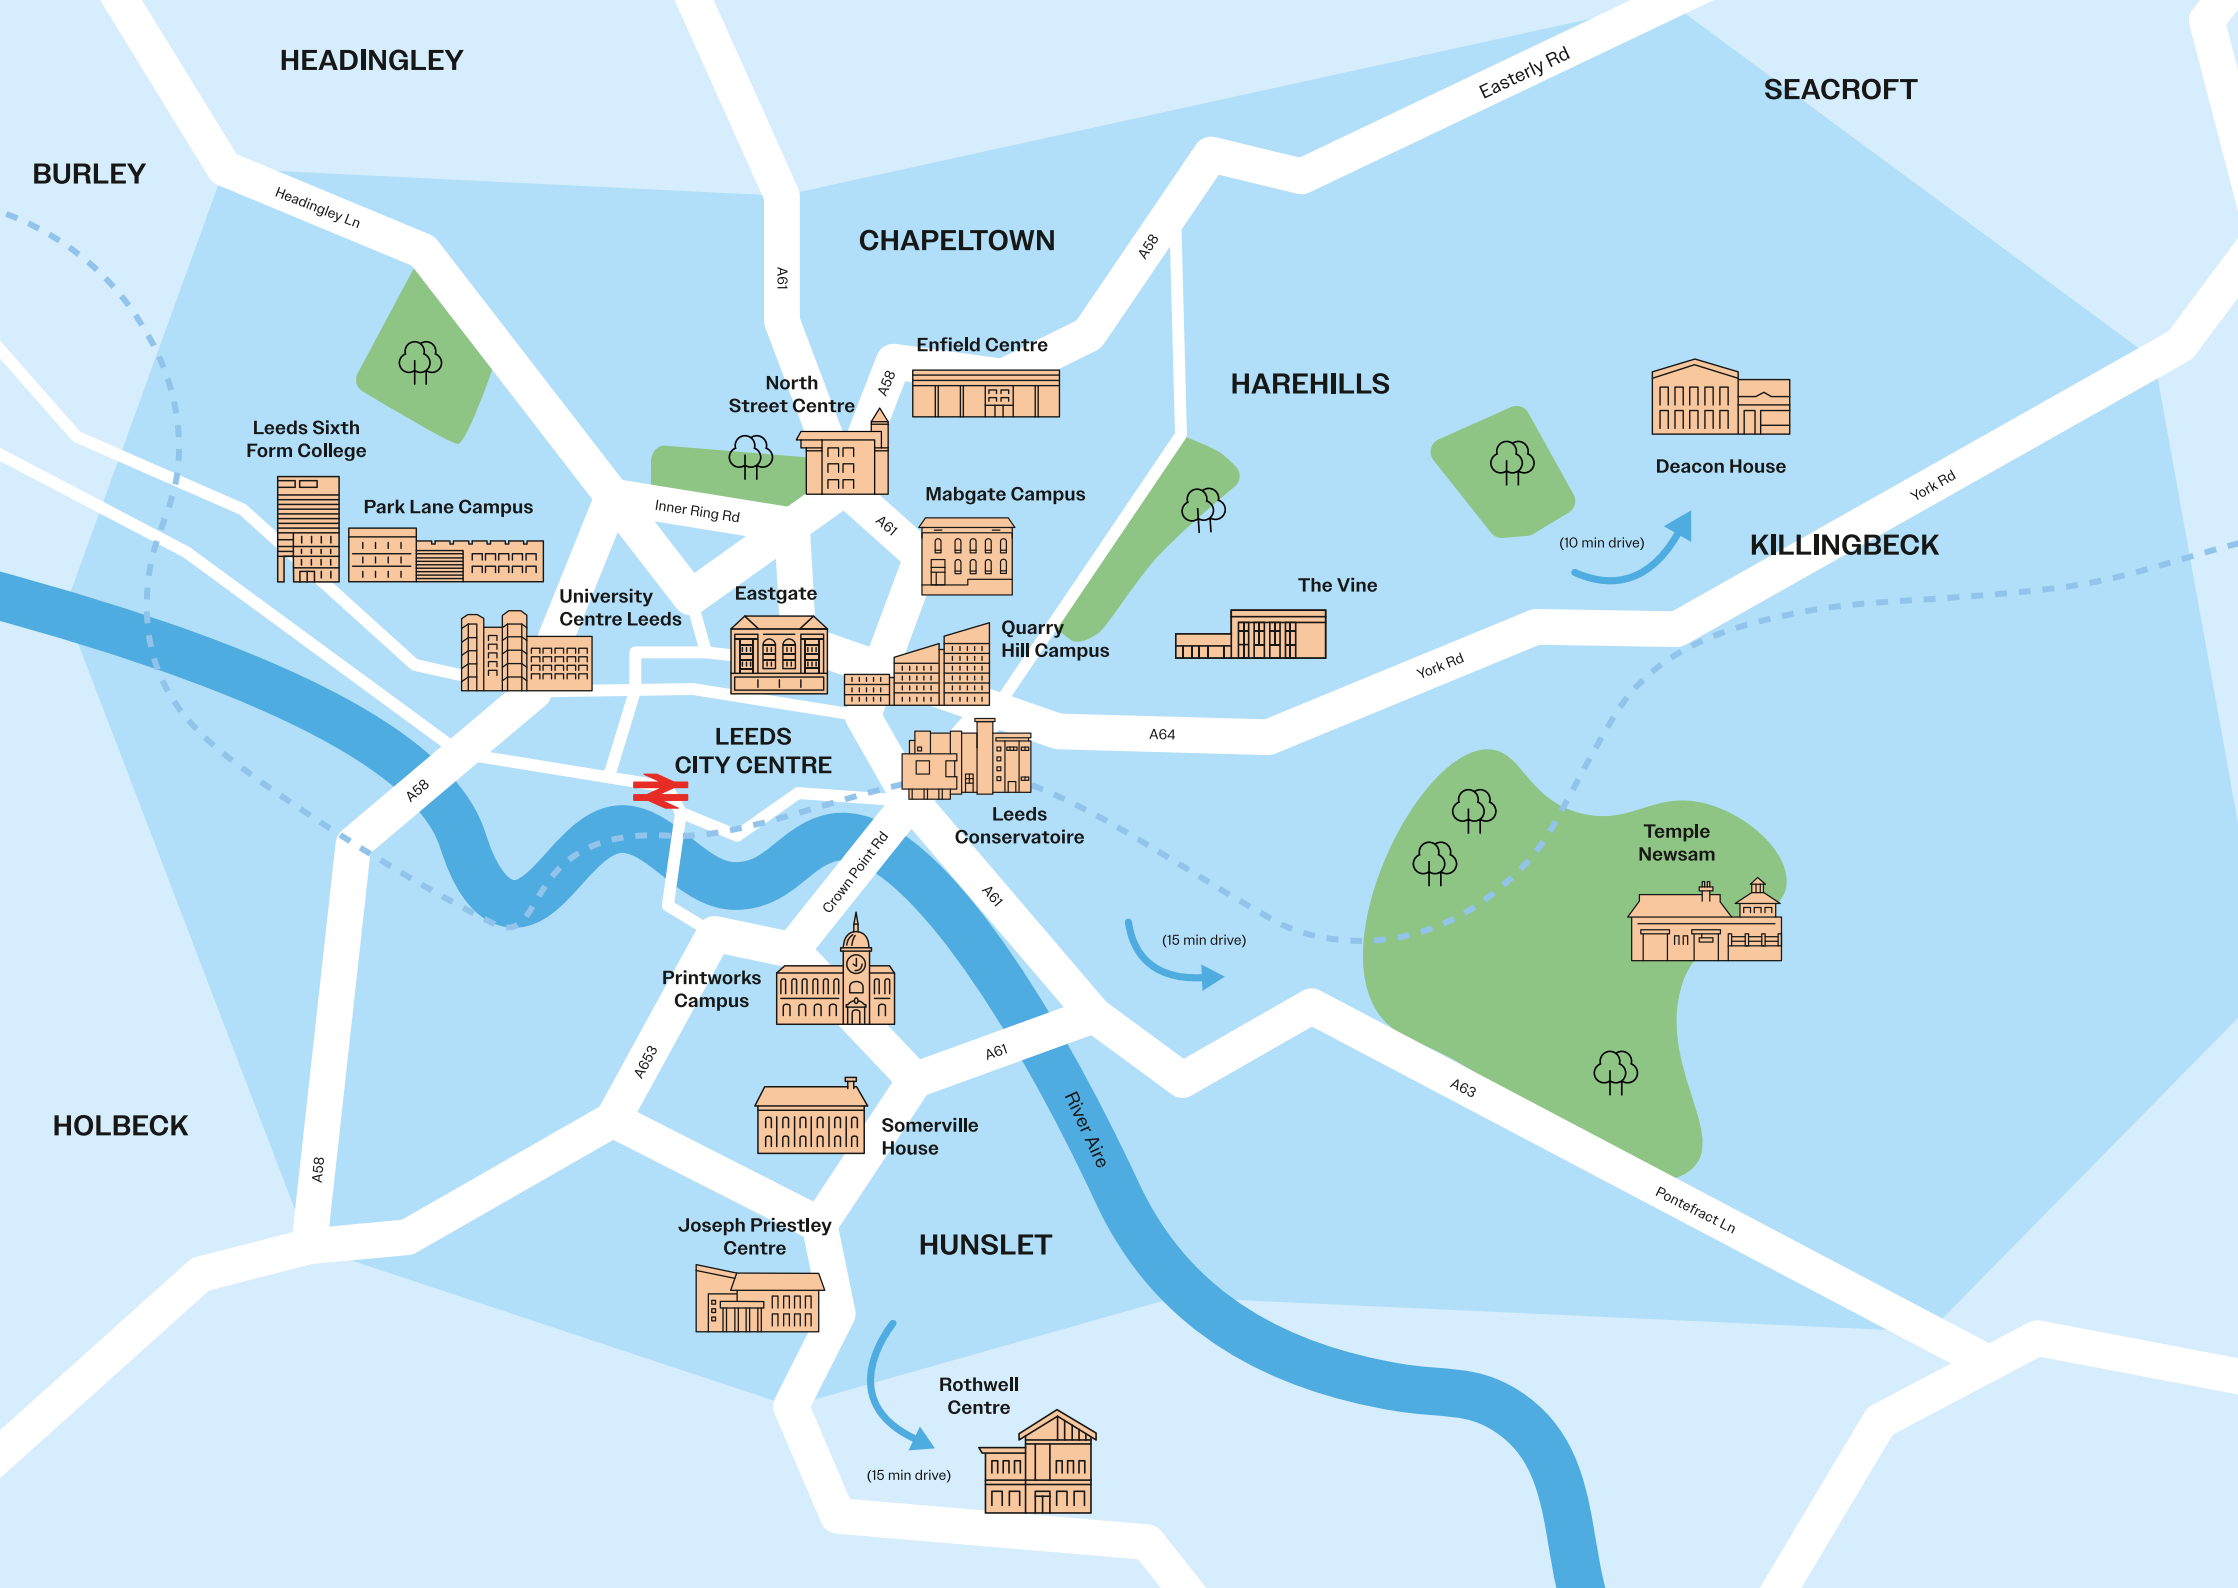 HEADINGLEY
SEACROFT
Easterly Rd
BURLEY
Headingley Ln
CHAPELTOWN
A58
A61
Enfield Centre
North
Street Centre
A58
HAREHILLS
Leeds Sixth
Form College
Deacon House
Park Lane Campus
Mabgate Campus
York Rd
Inner Ring Rd
A61
(10 min drive)
KILLINGBECK
University
Centre Leeds
Eastgate
The Vine
Quarry
Hill Campus
York Rd
LEEDS
CITY CENTRE
A64
A58
Leeds
Conservatoire
Temple
Newsam
Crown Point Rd
A61
(15 min drive)
Printworks
Campus
A653
A61
A63
River Aire
HOLBECK
Somerville
House
A58
Pontefract Ln
Joseph Priestley
Centre
HUNSLET
Rothwell
Centre
(15 min drive)